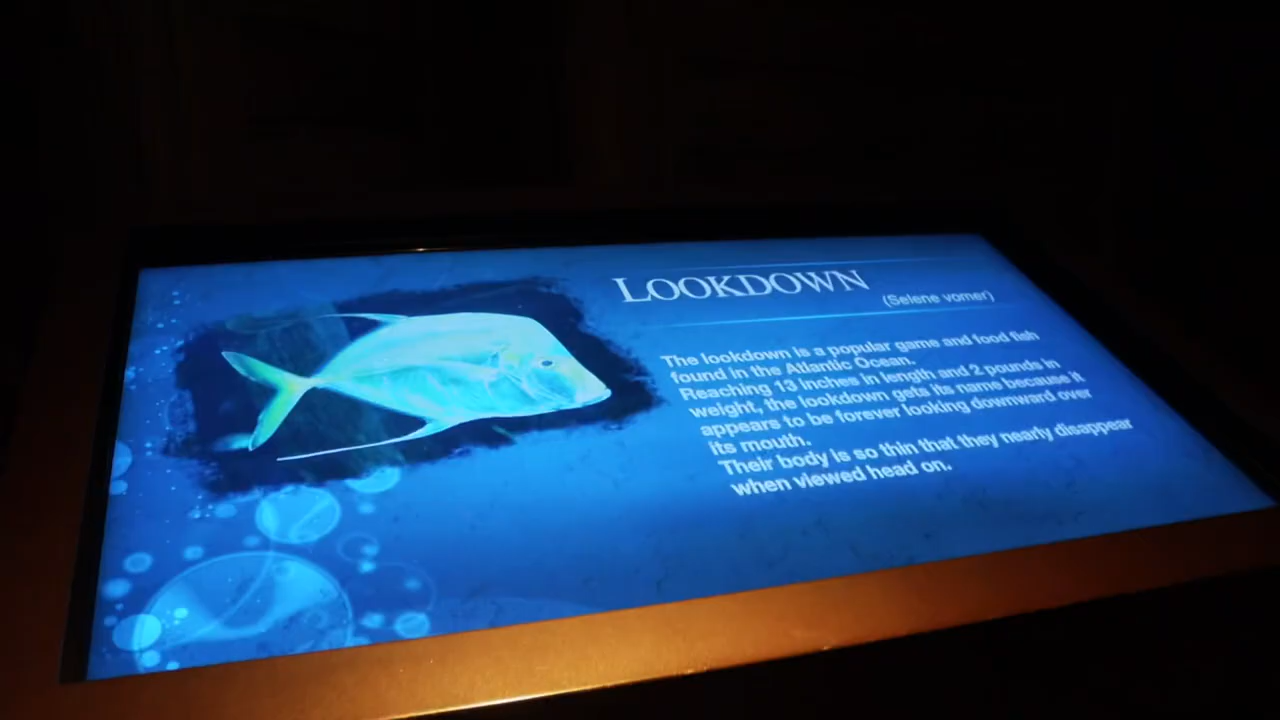 LOOKDOWN
(Selene vomer)
The lookdown is a popular game and food fish
found in the Atlantic Ocean.
Reaching 13 inches in length and 2 pounds in
weight, the lookdown gets its name because it
appears to be forever looking downward over
its mouth.
Their body is so thin that they nearly disappear
when viewed head on.